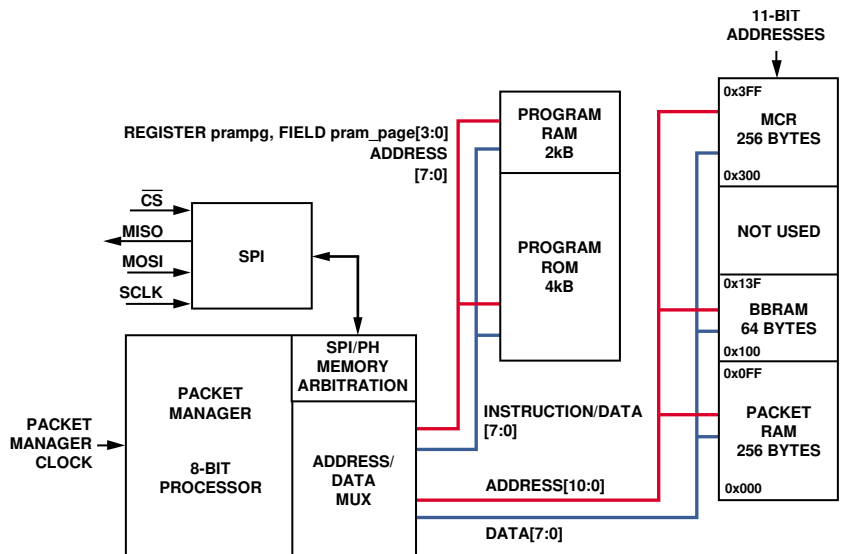 11-BIT
ADDRESSES
0x3FF
MCR
256 BYTES
0x300
NOT USED
0x13F
BBRAM
64 BYTES
0x100
0x0FF
PACKET
RAM
256 BYTES
0x000
PROGRAM
RAM
2kB
PROGRAM
ROM
4kB
REGISTER prampg, FIELD pram_page[3:0]
ADDRESS
[7:0]
CS
MISO
MOSI
SCLK
SPI
SPI/PH
MEMORY
ARBITRATION
PACKET
MANAGER
8-BIT
PROCESSOR
ADDRESS/
DATA
MUX
PACKET
MANAGER
CLOCK
INSTRUCTION/DATA
[7:0]
ADDRESS[10:0]
DATA[7:0]